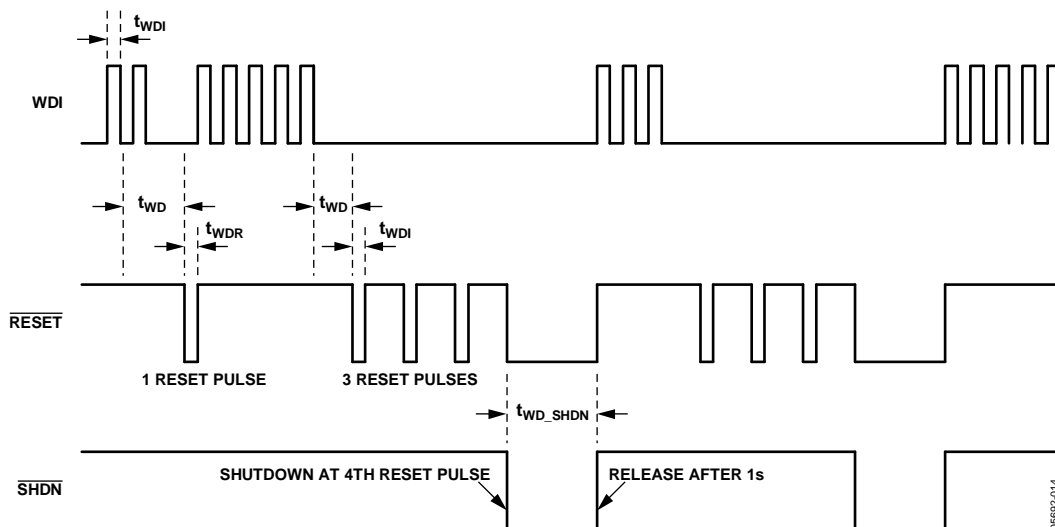 tWDI
WDI
tWD
tWD
tWDR
tWDI
RESET
1 RESET PULSE
3 RESET PULSES
tWD_SHDN
SHUTDOWN AT 4TH RESET PULSE
RELEASE AFTER 1s
SHDN